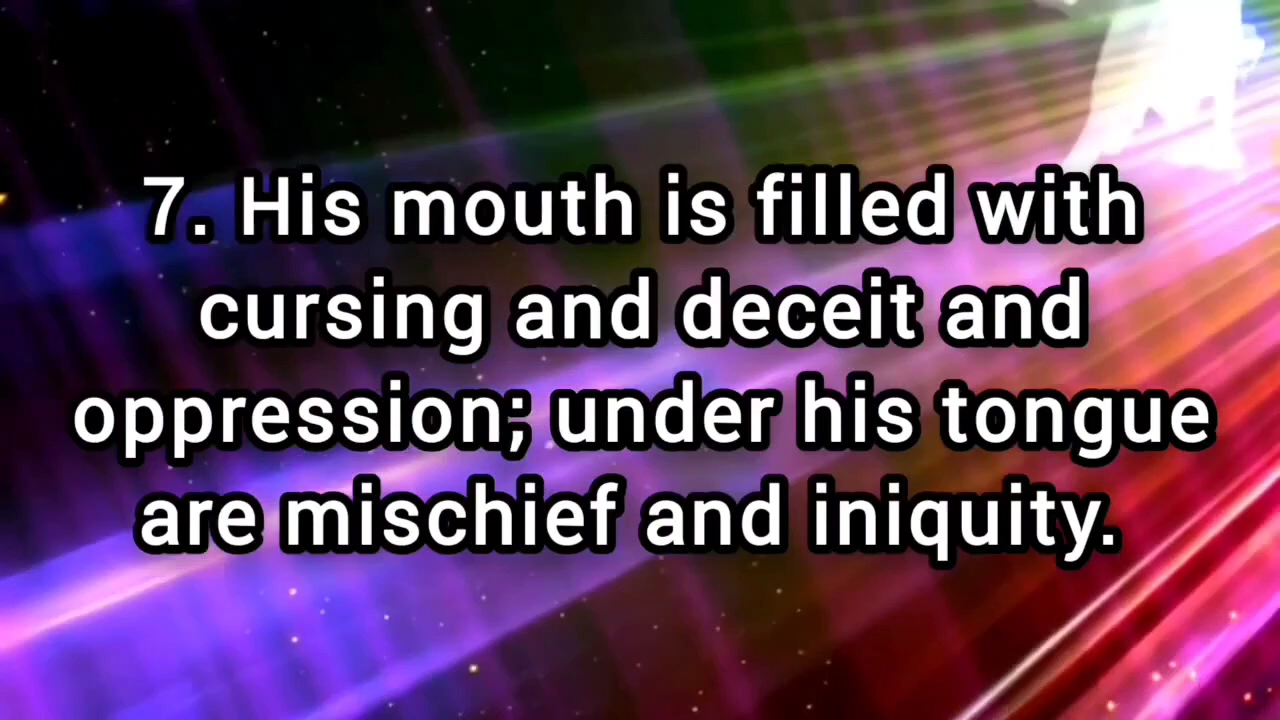 7. His mouth is filled with
cursing and deceit and
oppression; under his tongue
are mischief and iniquity.